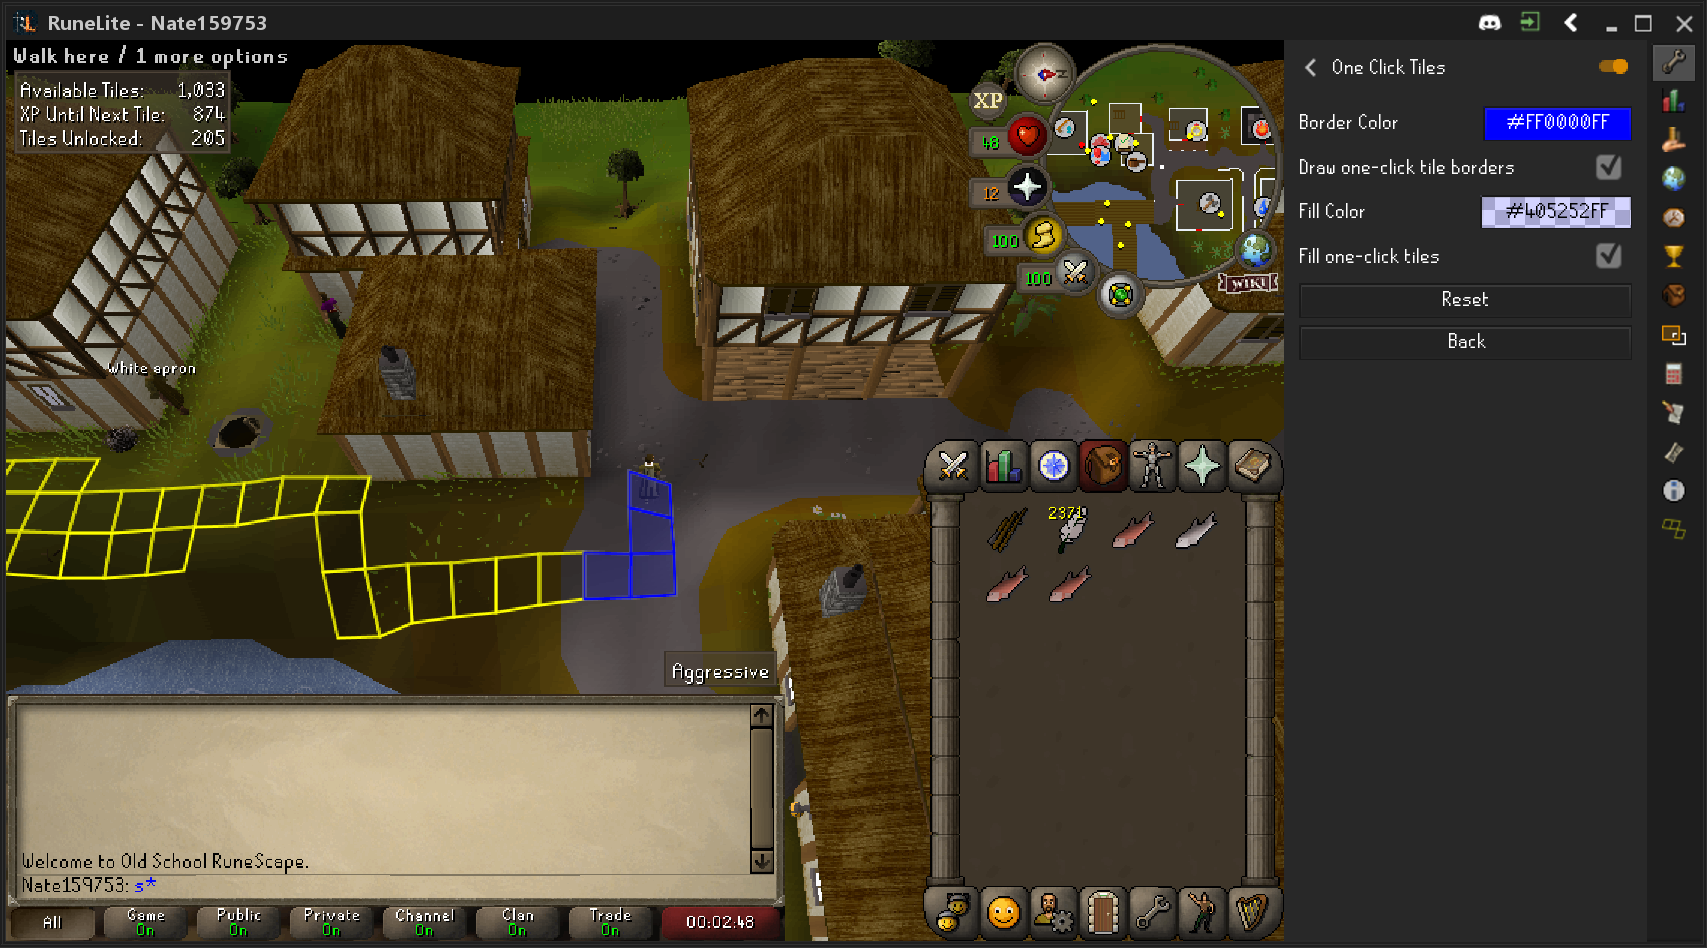 RuneLite - Nate159753
Walk here / 1 more options
Available Tiles: 1,033
XP Until Next Tile: 874
Tiles Unlocked: 205
XP
48
12
100
100
WIKI
White apron
Aggressive
2371
Welcome to Old School RuneScape.
Nate159753: s*
All
Game
On
Public
On
Private
On
Channel
On
Clan
On
Trade
On
00:02:48
One Click Tiles
Border Color #FF0000FF
Draw one-click tile borders
Fill Color #405252FF
Fill one-click tiles
Reset
Back